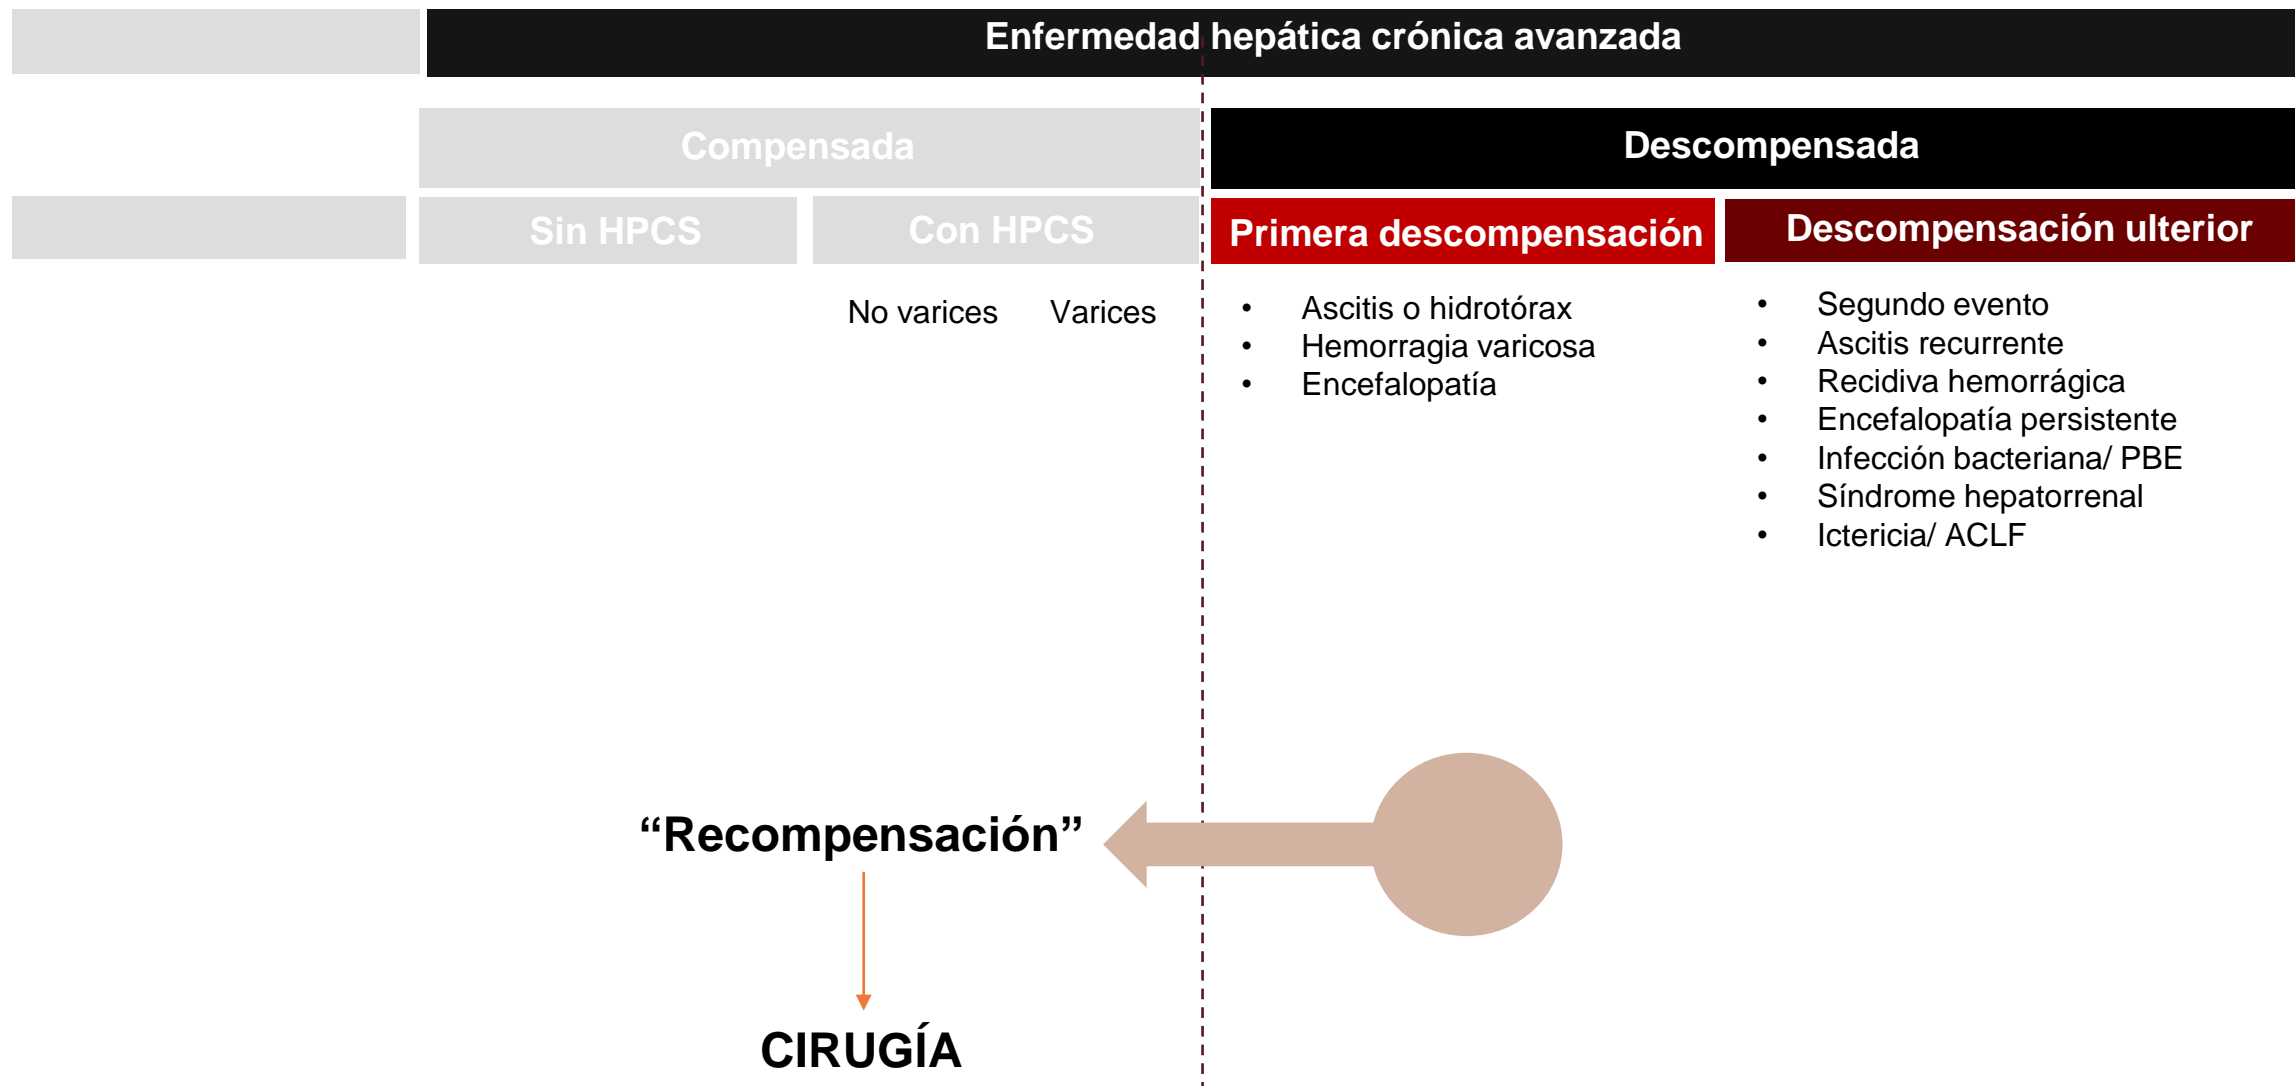 Enfermedad hepática crónica avanzada
Compensada
Descompensada
Sin HPCS
Con HPCS
Primera descompensación
Descompensación ulterior
No varices
Varices
• Ascitis o hidrotórax
• Hemorragia varicosa
• Encefalopatía
• Segundo evento
• Ascitis recurrente
• Recidiva hemorrágica
• Encefalopatía persistente
• Infección bacteriana/ PBE
• Síndrome hepatorrenal
• Ictericia/ ACLF
“Recompensación”
CIRUGÍA